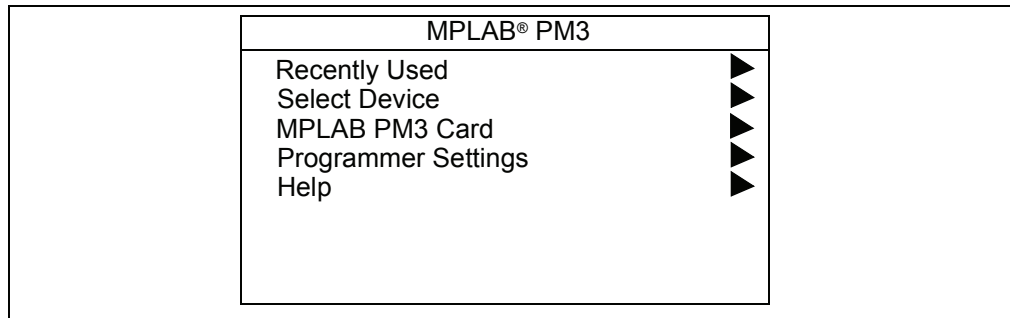 MPLAB® PM3
Recently Used
Select Device
MPLAB PM3 Card
Programmer Settings
Help